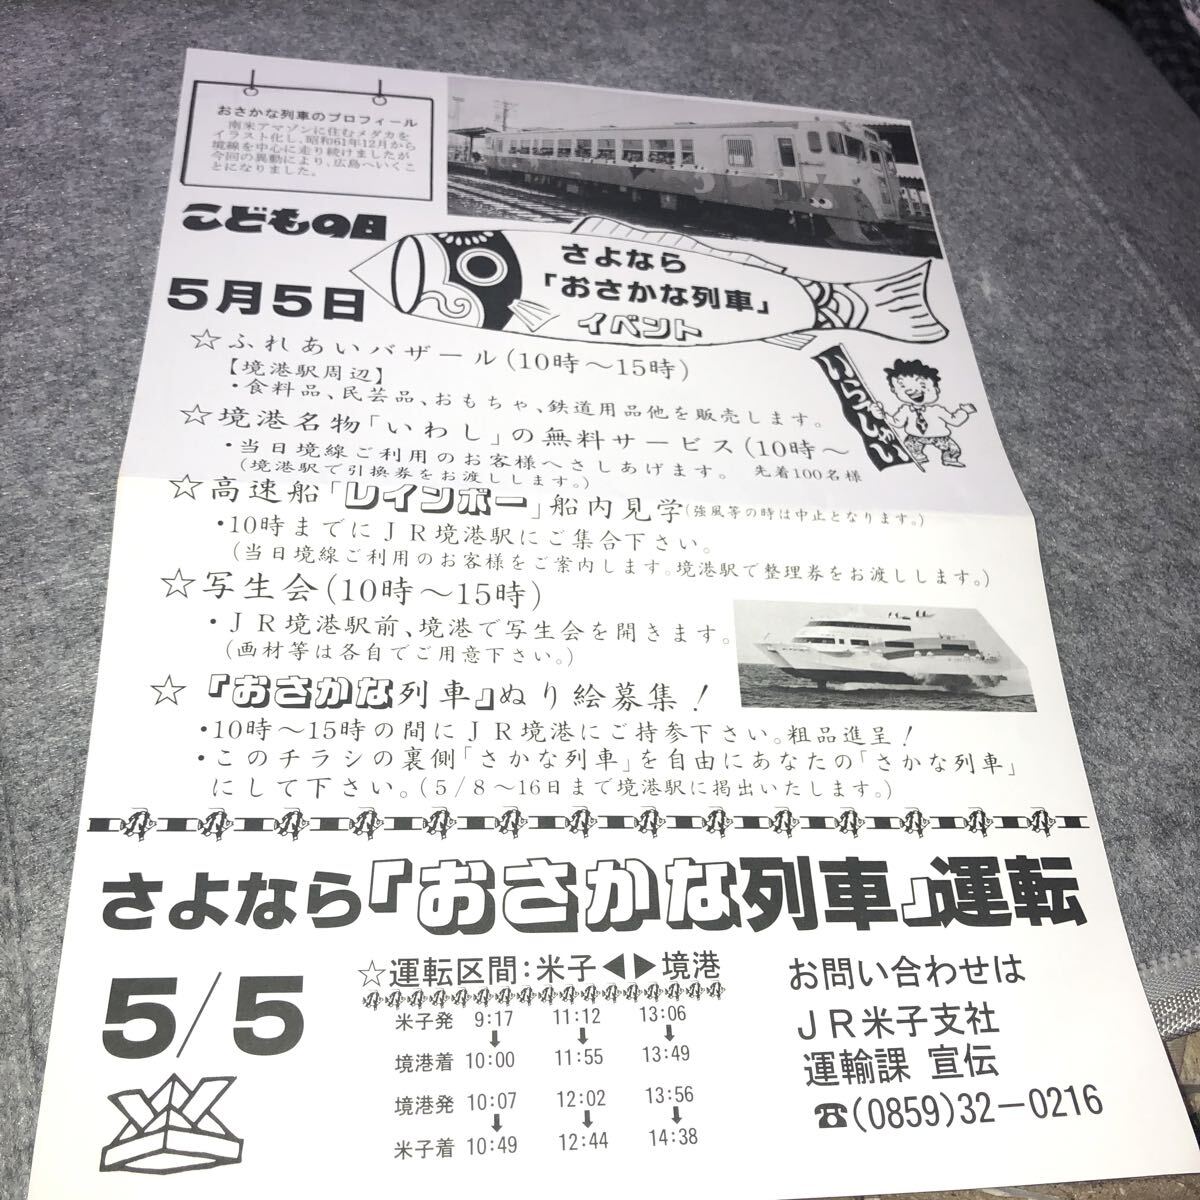 おさかな列車のプロフィール
南米アマゾンに住むメダカを
イラスト化し、昭和61年12月から
境線を中心に走り続けましたが
今回の異動により、広島へいくこ
とになりました。
こどもの日
5月5日
さよなら
「おさかな列車」
イベント
☆ふれあいバザール(10時〜15時)
【境港駅周辺】
・食料品、民芸品、おもちゃ、鉄道用品他を販売します。
いらっしゃい
☆境港名物「いわし」の無料サービス(10時〜
・当日境線ご利用のお客様へさしあげます。 先着100名様
(境港駅で引換券をお渡しします。)
☆高速船「レインボー」船内見学(強風等の時は中止となります。)
・10時までにJR境港駅にご集合下さい。
(当日境線ご利用のお客様をご案内します。境港駅で整理券をお渡しします。)
☆写生会(10時〜15時)
・JR境港駅前、境港で写生会を開きます。
(画材等は各自でご用意下さい。)
☆『おさかな列車』ぬり絵募集!
・10時〜15時の間にJR境港にご持参下さい。粗品進呈!
・このチラシの裏側「さかな列車」を自由にあなたの「さかな列車」
にして下さい。(5/8〜16日まで境港駅に掲出いたします。)
さよなら『おさかな列車』運転
5/5
☆運転区間:米子◀▶境港
米子発 9:17 11:12 13:06
境港着 10:00 11:55 13:49
境港発 10:07 12:02 13:56
米子着 10:49 12:44 14:38
お問い合わせは
JR米子支社
運輸課 宣伝
☎(0859)32-0216